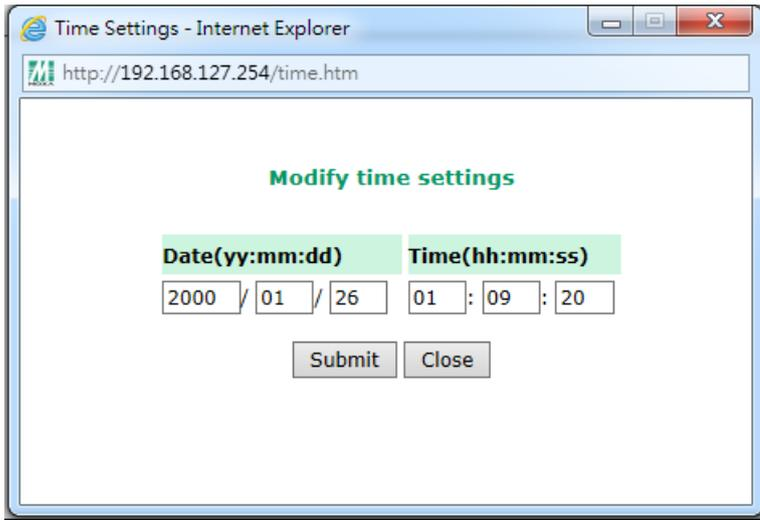 Time Settings - Internet Explorer
MOXA http://192.168.127.254/time.htm
Modify time settings
Date(yy:mm:dd) Time(hh:mm:ss)
2000 / 01 / 26 01 : 09 : 20
Submit Close